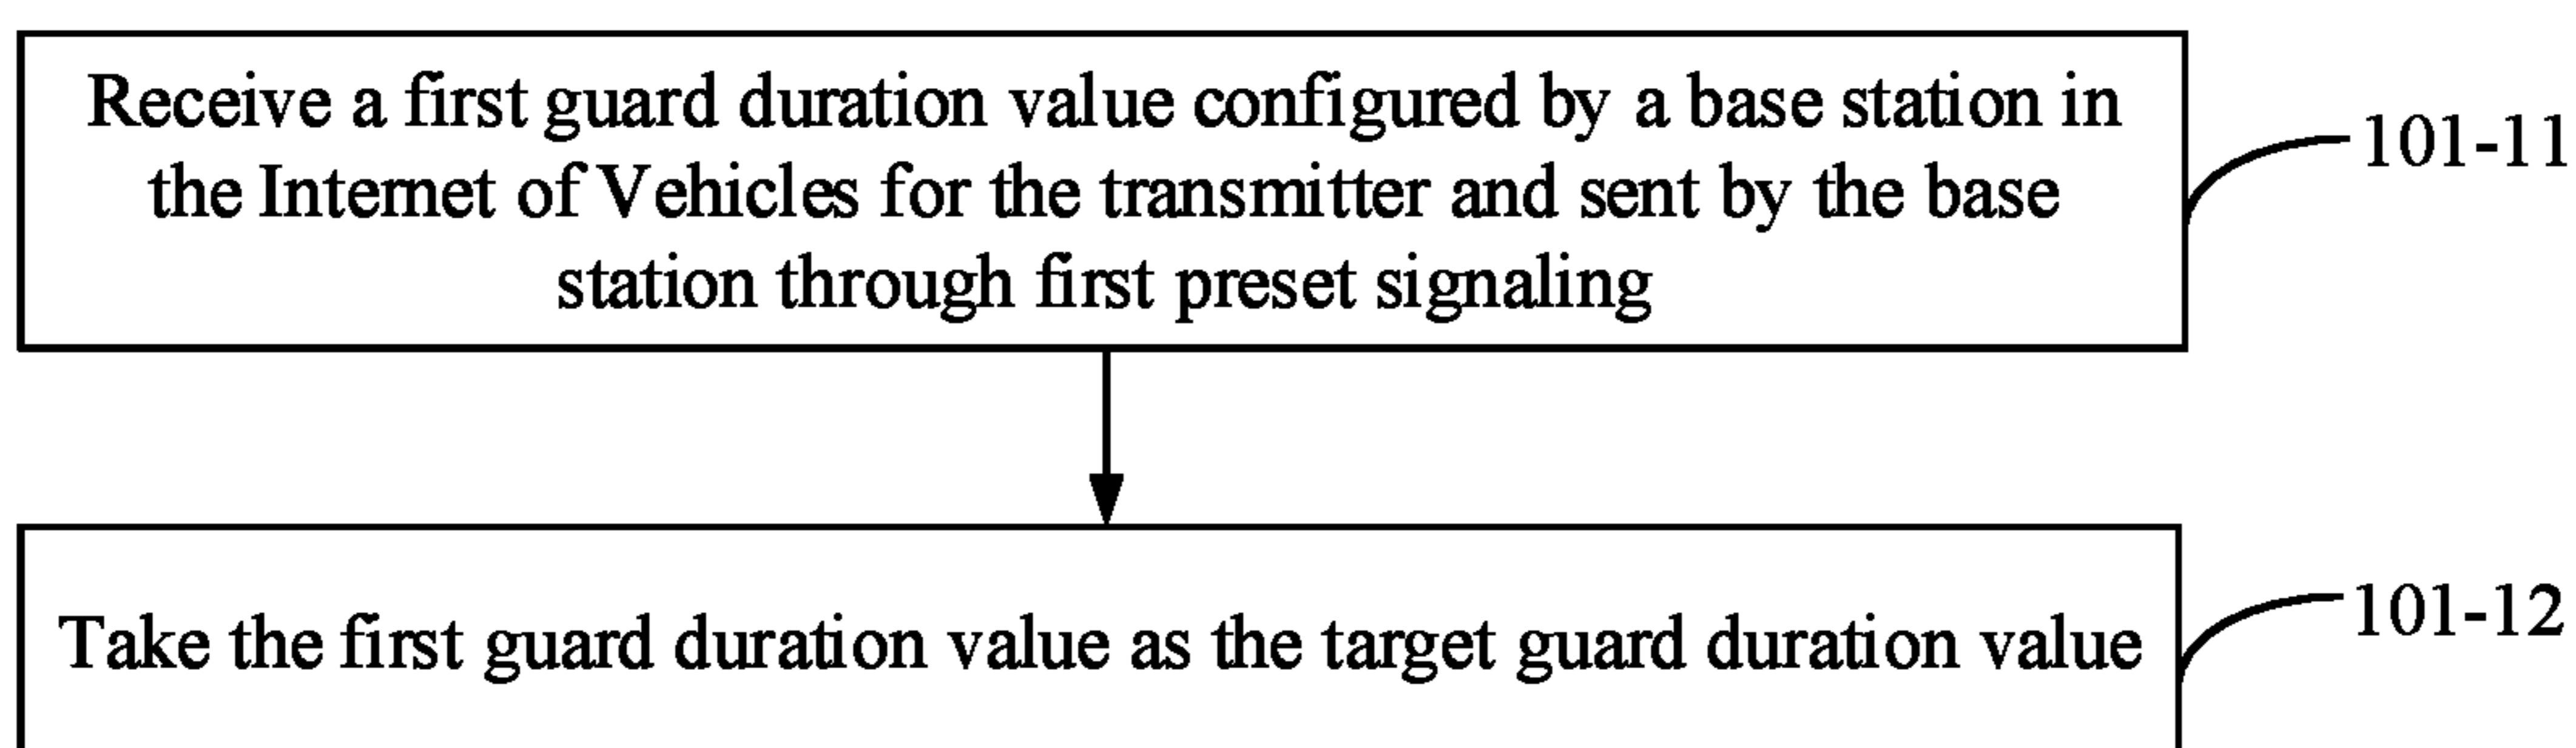 Receive a first guard duration value configured by a base station in
the Internet of Vehicles for the transmitter and sent by the base
station through first preset signaling
101-11
Take the first guard duration value as the target guard duration value
101-12